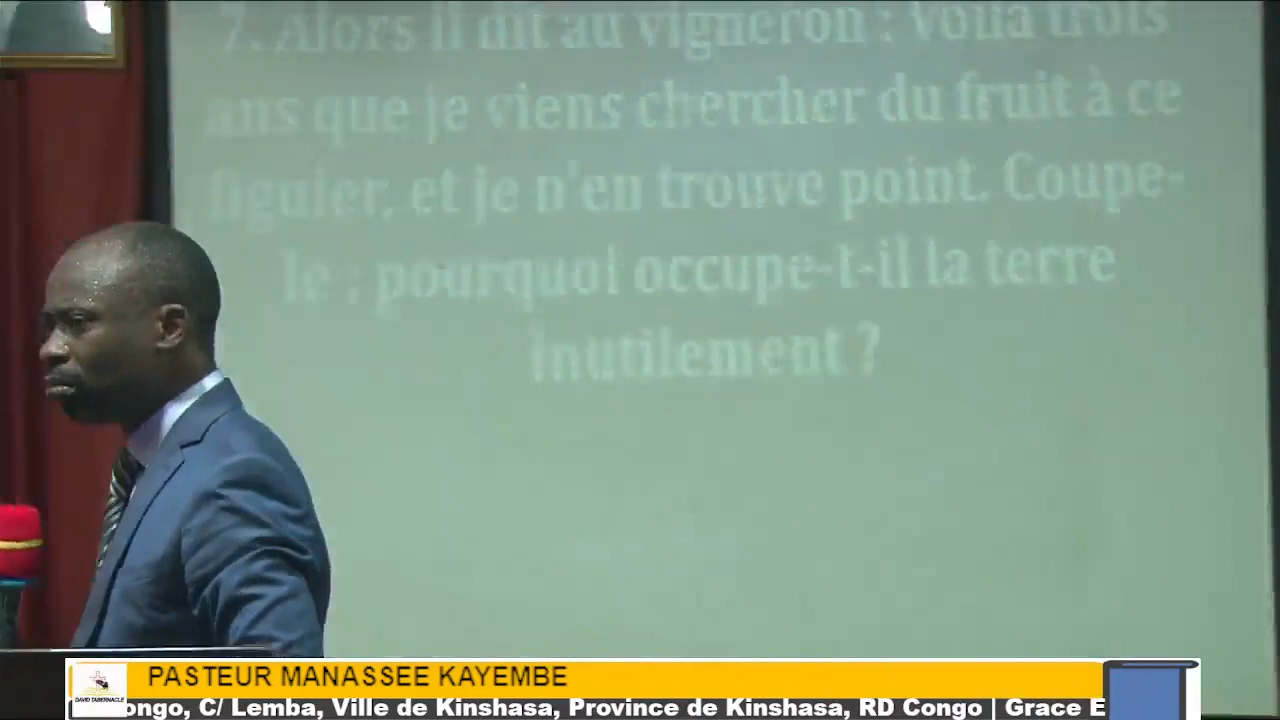 7. Alors il dit au vigneron : Voilà trois
ans que je viens chercher du fruit à ce
figuier, et je n'en trouve point. Coupe-
le : pourquoi occupe-t-il la terre
inutilement ?
PASTEUR MANASSEE KAYEMBE
DAVID TABERNACLE
ongo, C/ Lemba, Ville de Kinshasa, Province de Kinshasa, RD Congo | Grace E